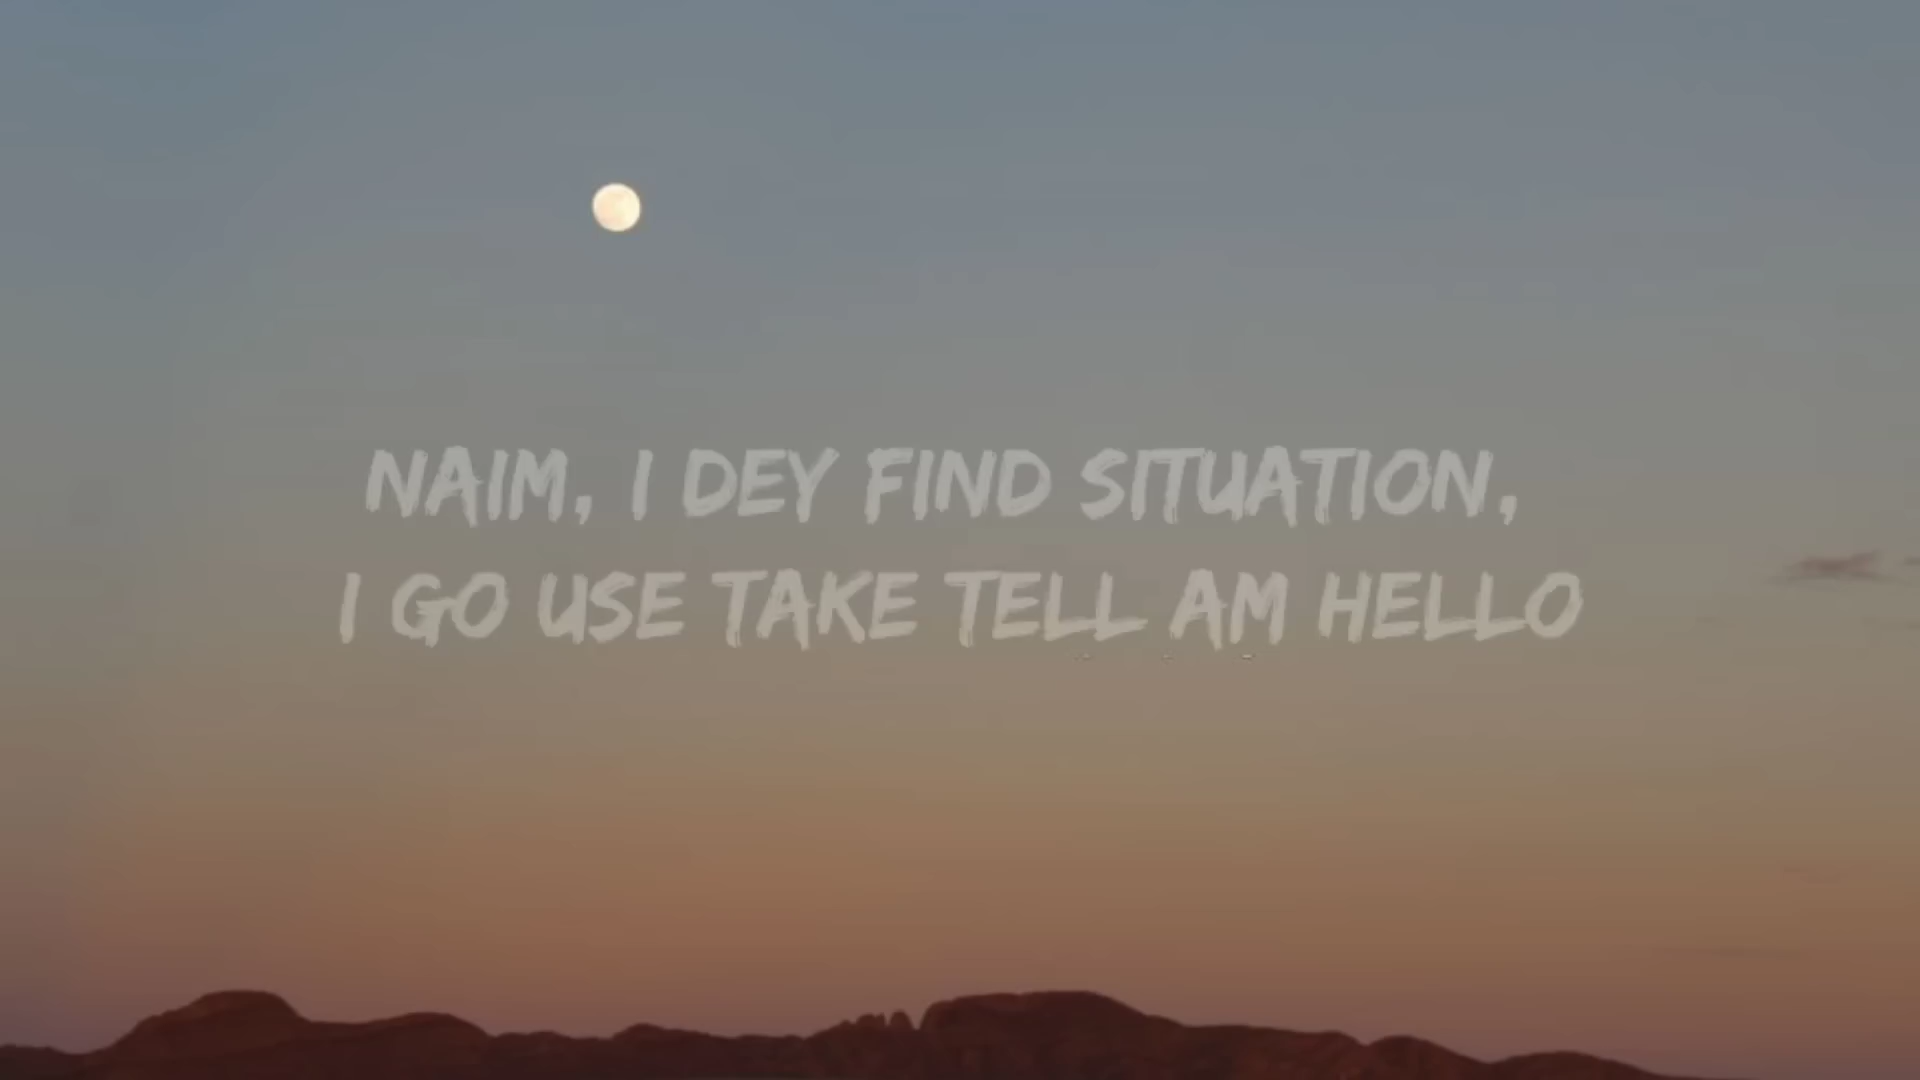 NAIM, I DEY FIND SITUATION,
I GO USE TAKE TELL AM HELLO